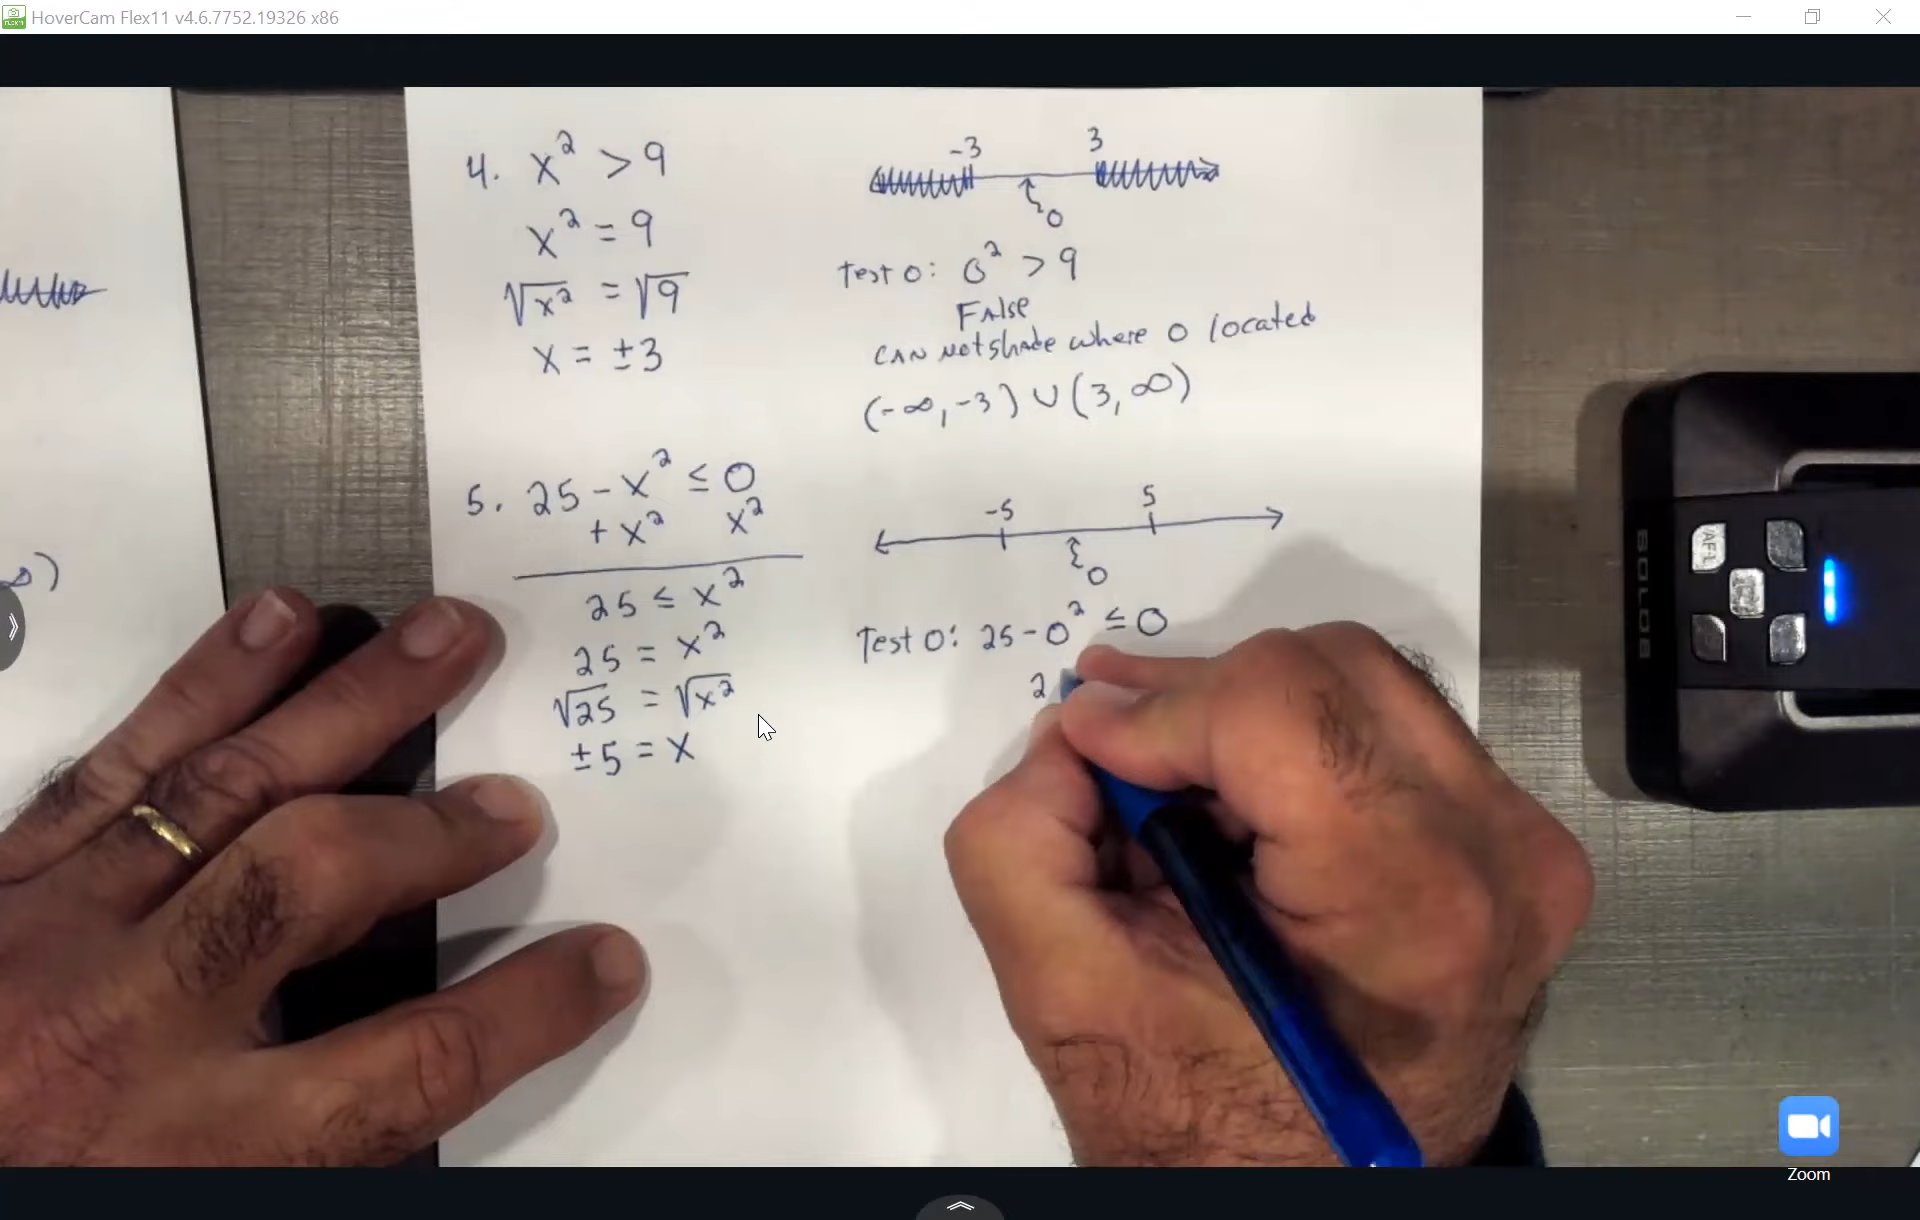 HoverCam Flex11 v4.6.7752.19326 x86
4. x² > 9
x² = 9
√x² = √9
x = ±3
-3 3
0
Test 0: 0² > 9
False
CAN not shade where 0 located
(-∞, -3) ∪ (3, ∞)
5. 25 - x² ≤ 0
+ x² x²
25 ≤ x²
25 = x²
√25 = √x²
±5 = x
-5 5
0
Test 0: 25 - 0² ≤ 0
2
∞)
AF-L
Zoom